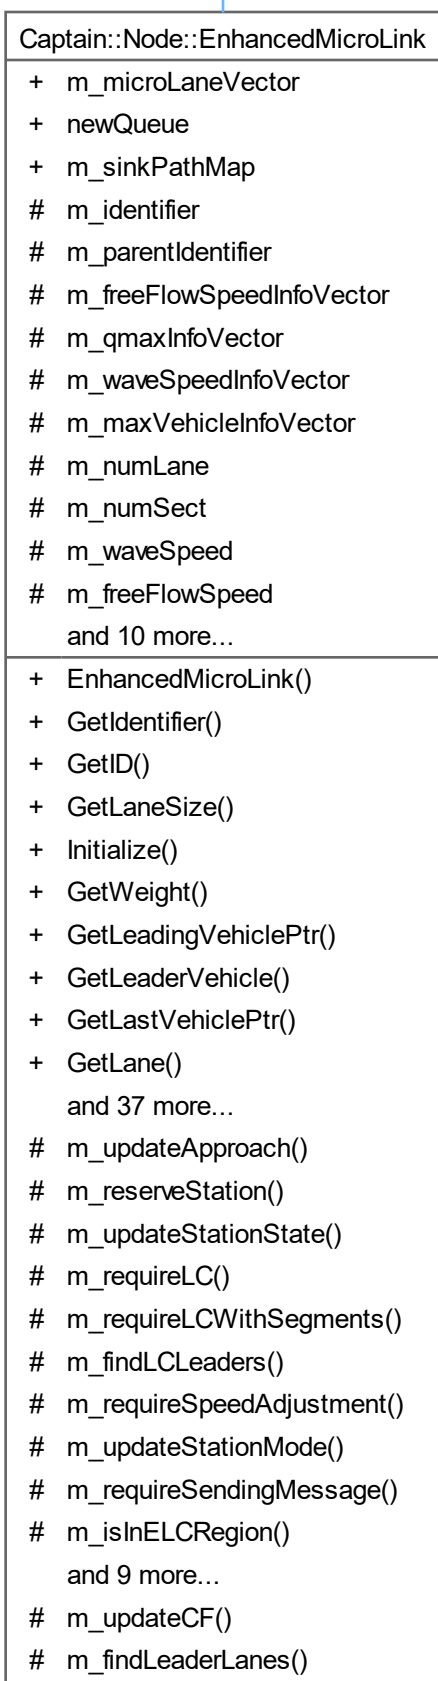 Captain::Node::EnhancedMicroLink
+ m_microLaneVector
+ newQueue
+ m_sinkPathMap
# m_identifier
# m_parentIdentifier
# m_freeFlowSpeedInfoVector
# m_qmaxInfoVector
# m_waveSpeedInfoVector
# m_maxVehicleInfoVector
# m_numLane
# m_numSect
# m_waveSpeed
# m_freeFlowSpeed
and 10 more...
+ EnhancedMicroLink()
+ GetIdentifier()
+ GetID()
+ GetLaneSize()
+ Initialize()
+ GetWeight()
+ GetLeadingVehiclePtr()
+ GetLeaderVehicle()
+ GetLastVehiclePtr()
+ GetLane()
and 37 more...
# m_updateApproach()
# m_reserveStation()
# m_updateStationState()
# m_requireLC()
# m_requireLCWithSegments()
# m_findLCLeaders()
# m_requireSpeedAdjustment()
# m_updateStationMode()
# m_requireSendingMessage()
# m_isInELCRegion()
and 9 more...
# m_updateCF()
# m_findLeaderLanes()